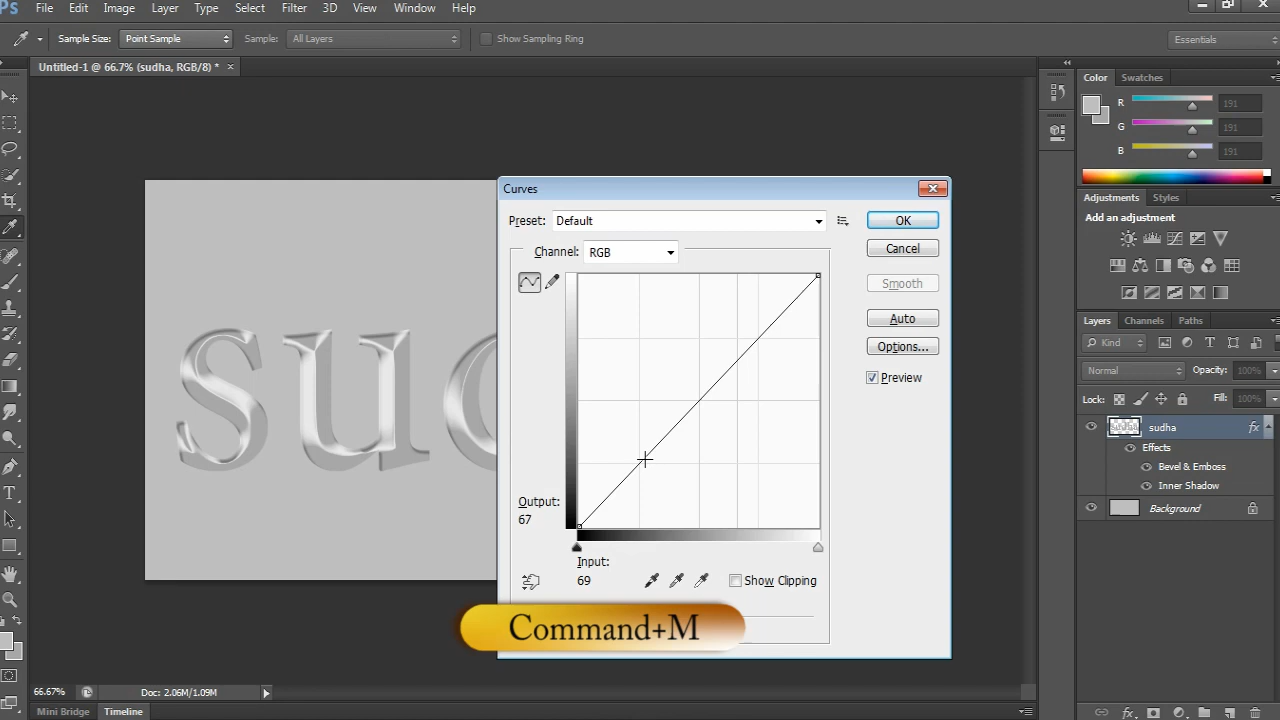 Ps File Edit Image Layer Type Select Filter 3D View Window Help
Sample Size: Point Sample Sample: All Layers Show Sampling Ring Essentials
Untitled-1 @ 66.7% (sudha, RGB/8) * ×
Color Swatches
R 191
G 191
B 191
Adjustments Styles
Add an adjustment
Layers Channels Paths
Kind
Normal Opacity: 100%
Lock: Fill: 100%
sudha fx
Effects
Bevel & Emboss
Inner Shadow
Background
Curves
Preset: Default OK
Channel: RGB Cancel
Smooth
Auto
Options...
Preview
Output:
67
Input:
69
Show Clipping
Command+M
66.67% Doc: 2.06M/1.09M
Mini Bridge Timeline